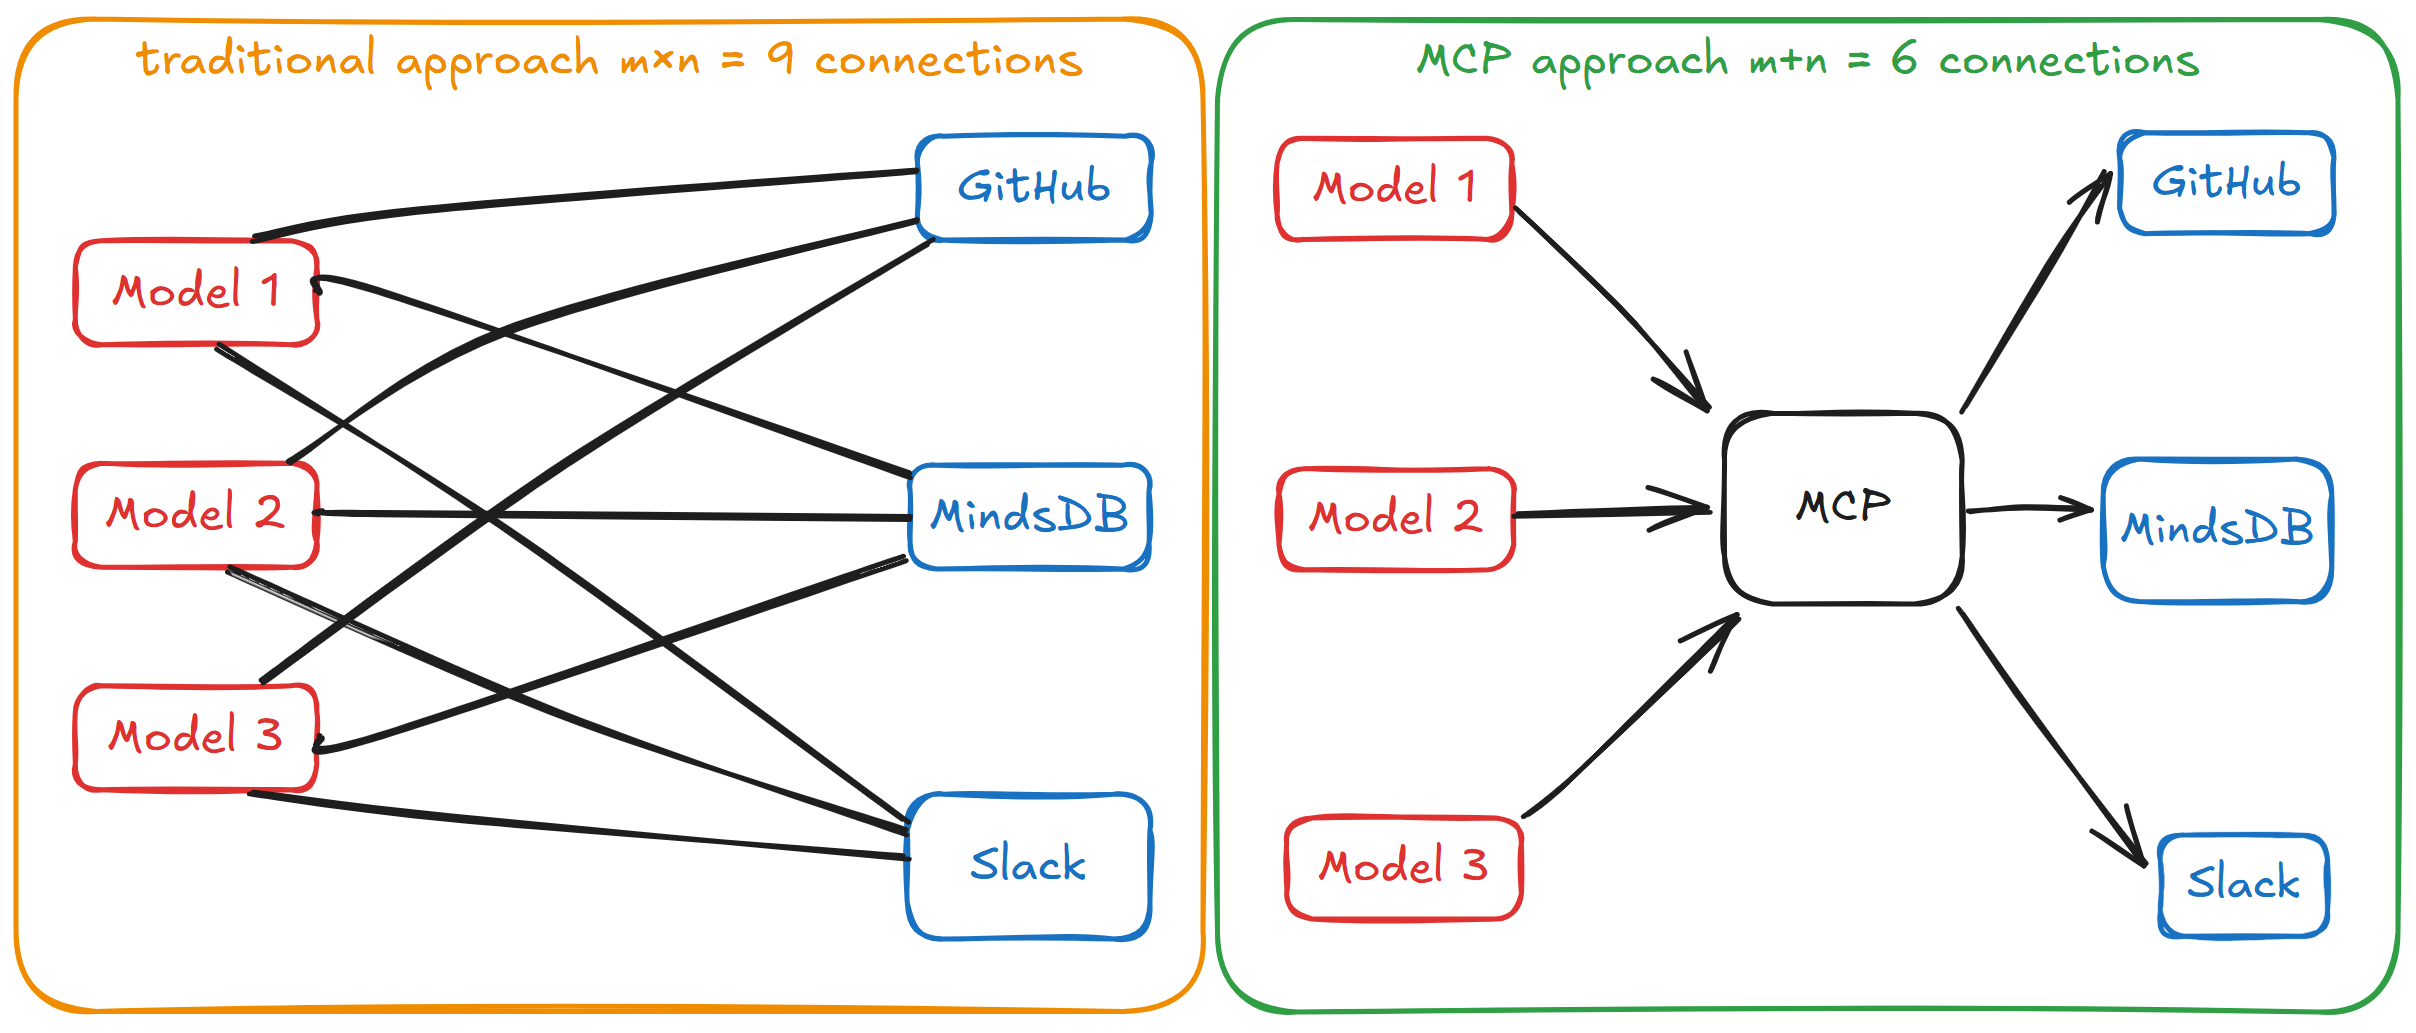 traditional approach m×n = 9 connections
Model 1
Model 2
Model 3
GitHub
MindsDB
Slack
MCP approach m+n = 6 connections
Model 1
Model 2
Model 3
MCP
GitHub
MindsDB
Slack